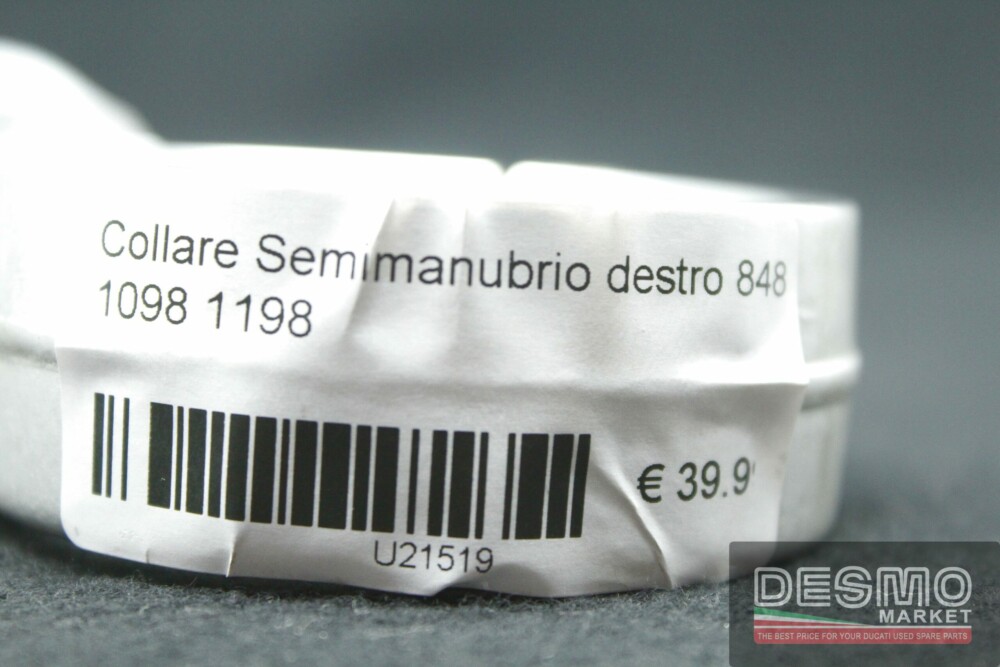 Collare Semimanubrio destro 848
1098 1198
€ 39.9
U21519
DESMO
MARKET
THE BEST PRICE FOR YOUR DUCATI USED SPARE PARTS